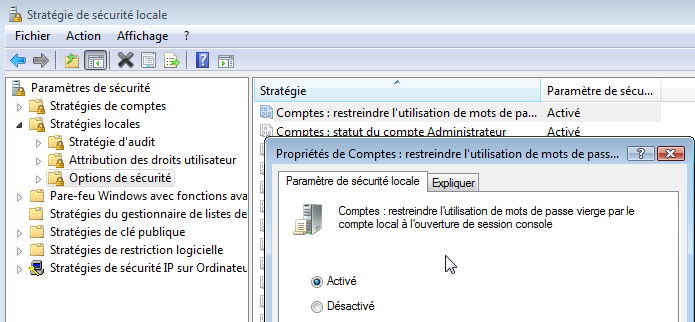 Stratégie de sécurité locale
Fichier Action Affichage ?
Paramètres de sécurité
Stratégies de comptes
Stratégies locales
Stratégie d'audit
Attribution des droits utilisateur
Options de sécurité
Pare-feu Windows avec fonctions ava
Stratégies du gestionnaire de listes de
Stratégies de clé publique
Stratégies de restriction logicielle
Stratégies de sécurité IP sur Ordinateu
Stratégie Paramètre de sécu...
Comptes : restreindre l'utilisation de mots de pa... Activé
Comptes : statut du compte Administrateur Activé
Propriétés de Comptes : restreindre l'utilisation de mots de pass...
Paramètre de sécurité locale Expliquer
Comptes : restreindre l'utilisation de mots de passe vierge par le
compte local à l'ouverture de session console
Activé
Désactivé